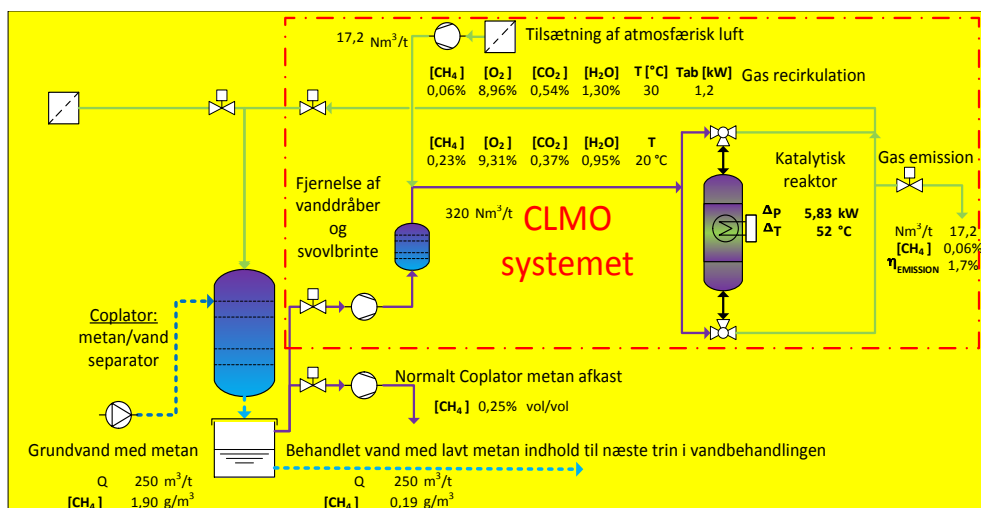 17,2 Nm³/t
Tilsætning af atmosfærisk luft
[CH₄] [O₂] [CO₂] [H₂O] T [°C] Tab [kW]
0,06% 8,96% 0,54% 1,30% 30 1,2
Gas recirkulation
[CH₄] [O₂] [CO₂] [H₂O] T
0,23% 9,31% 0,37% 0,95% 20 °C
Fjernelse af
vanddråber
og
svovlbrinte
320 Nm³/t
CLMO
systemet
Katalytisk
reaktor
ΔP 5,83 kW
ΔT 52 °C
Gas emission
Nm³/t 17,2
[CH₄] 0,06%
ηEMISSION 1,7%
Coplator:
metan/vand
separator
Normalt Coplator metan afkast
[CH₄] 0,25% vol/vol
Grundvand med metan
Q 250 m³/t
[CH₄] 1,90 g/m³
Behandlet vand med lavt metan indhold til næste trin i vandbehandlingen
Q 250 m³/t
[CH₄] 0,19 g/m³